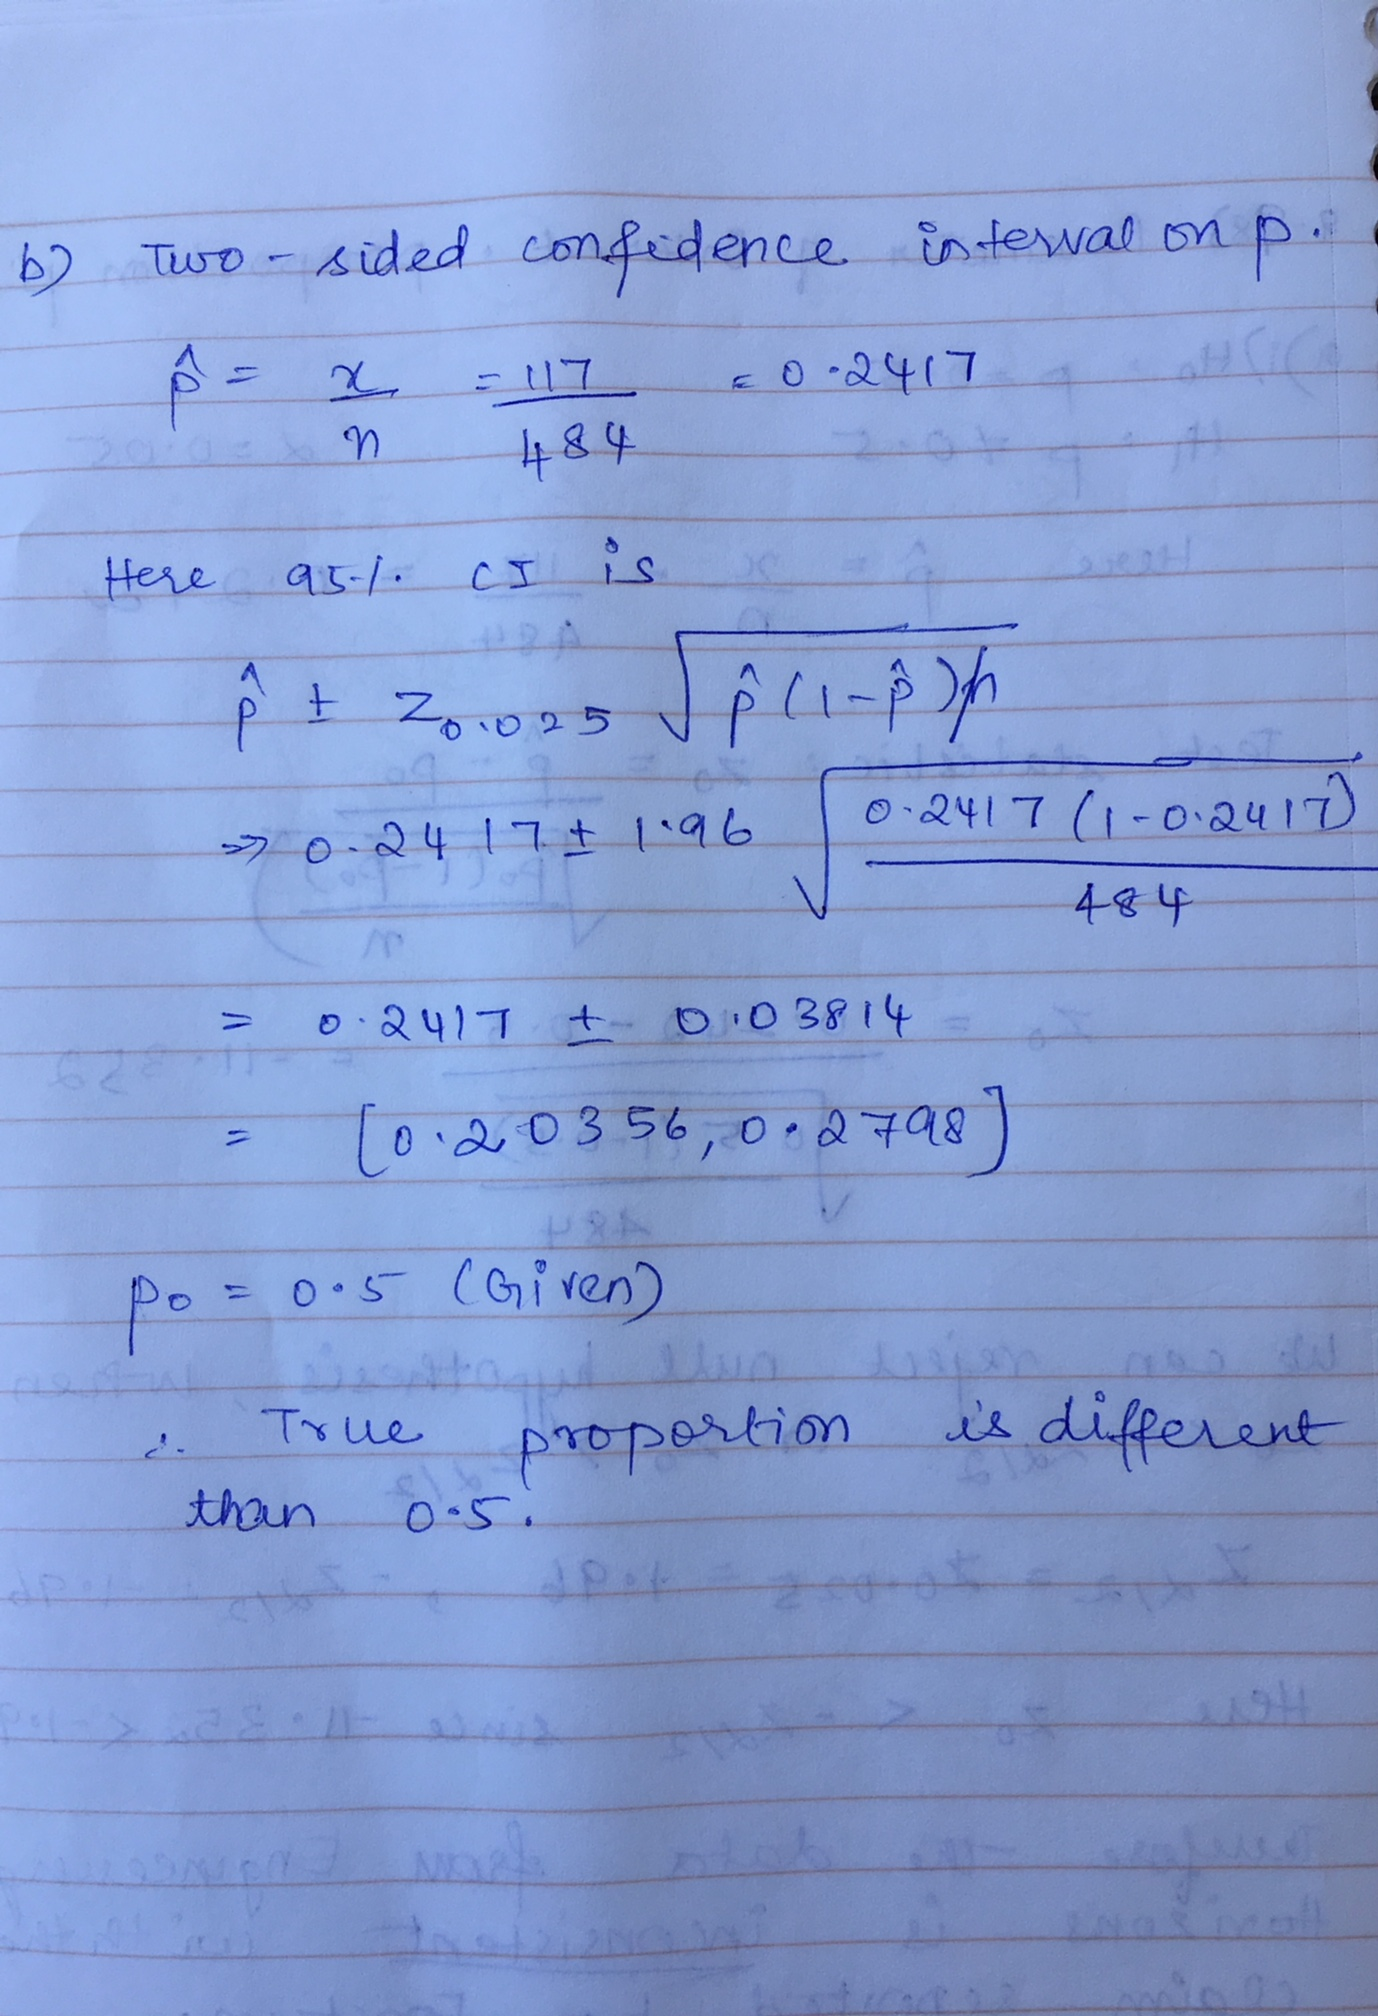 b) Two-sided confidence interval on p.
p̂ = x/n = 117/484 = 0.2417
Here 95% CI is
p̂ ± Z0.025 √p̂(1-p̂)/n
⇒ 0.2417 ± 1.96 √0.2417(1-0.2417)/484
= 0.2417 ± 0.03814
= [0.20356, 0.2798]
p0 = 0.5 (Given)
∴ True proportion is different
than 0.5.